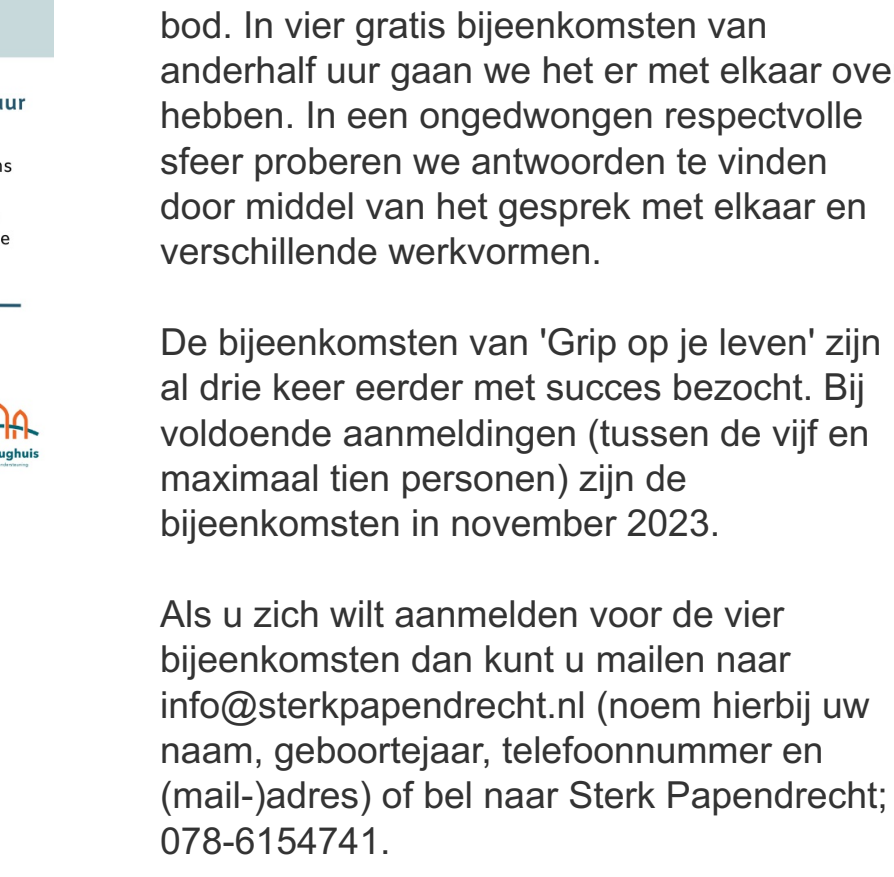 bod. In vier gratis bijeenkomsten van
anderhalf uur gaan we het er met elkaar ove
hebben. In een ongedwongen respectvolle
sfeer proberen we antwoorden te vinden
door middel van het gesprek met elkaar en
verschillende werkvormen.
De bijeenkomsten van 'Grip op je leven' zijn
al drie keer eerder met succes bezocht. Bij
voldoende aanmeldingen (tussen de vijf en
maximaal tien personen) zijn de
bijeenkomsten in november 2023.
Als u zich wilt aanmelden voor de vier
bijeenkomsten dan kunt u mailen naar
info@sterkpapendrecht.nl (noem hierbij uw
naam, geboortejaar, telefoonnummer en
(mail-)adres) of bel naar Sterk Papendrecht;
078-6154741.